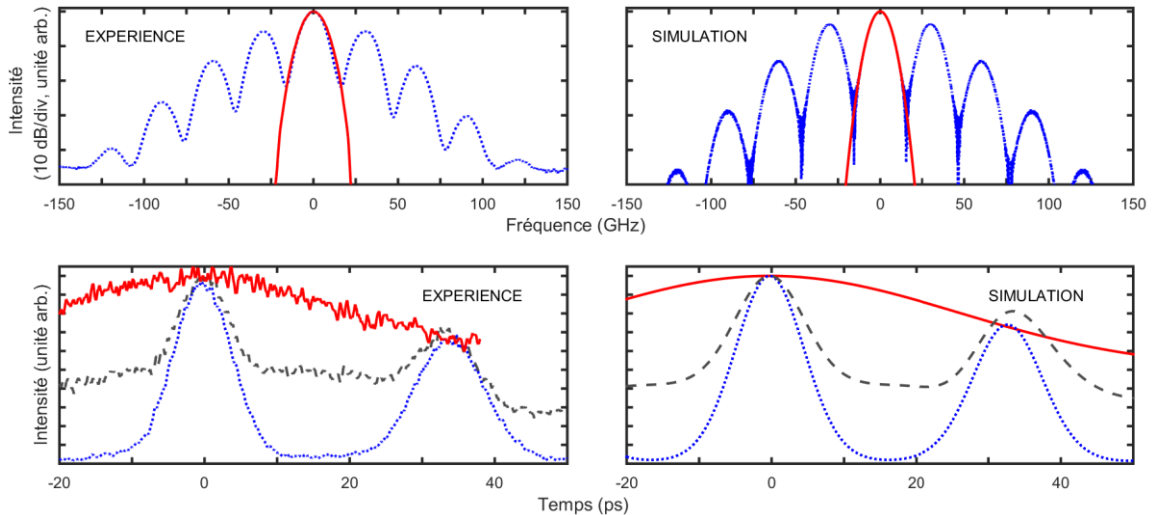 EXPERIENCE
SIMULATION
Intensité
(10 dB/div, unité arb.)
-150 -100 -50 0 50 100 150
-150 -100 -50 0 50 100 150
Fréquence (GHz)
EXPERIENCE
SIMULATION
Intensité (unité arb.)
-20 0 20 40
-20 0 20 40
Temps (ps)